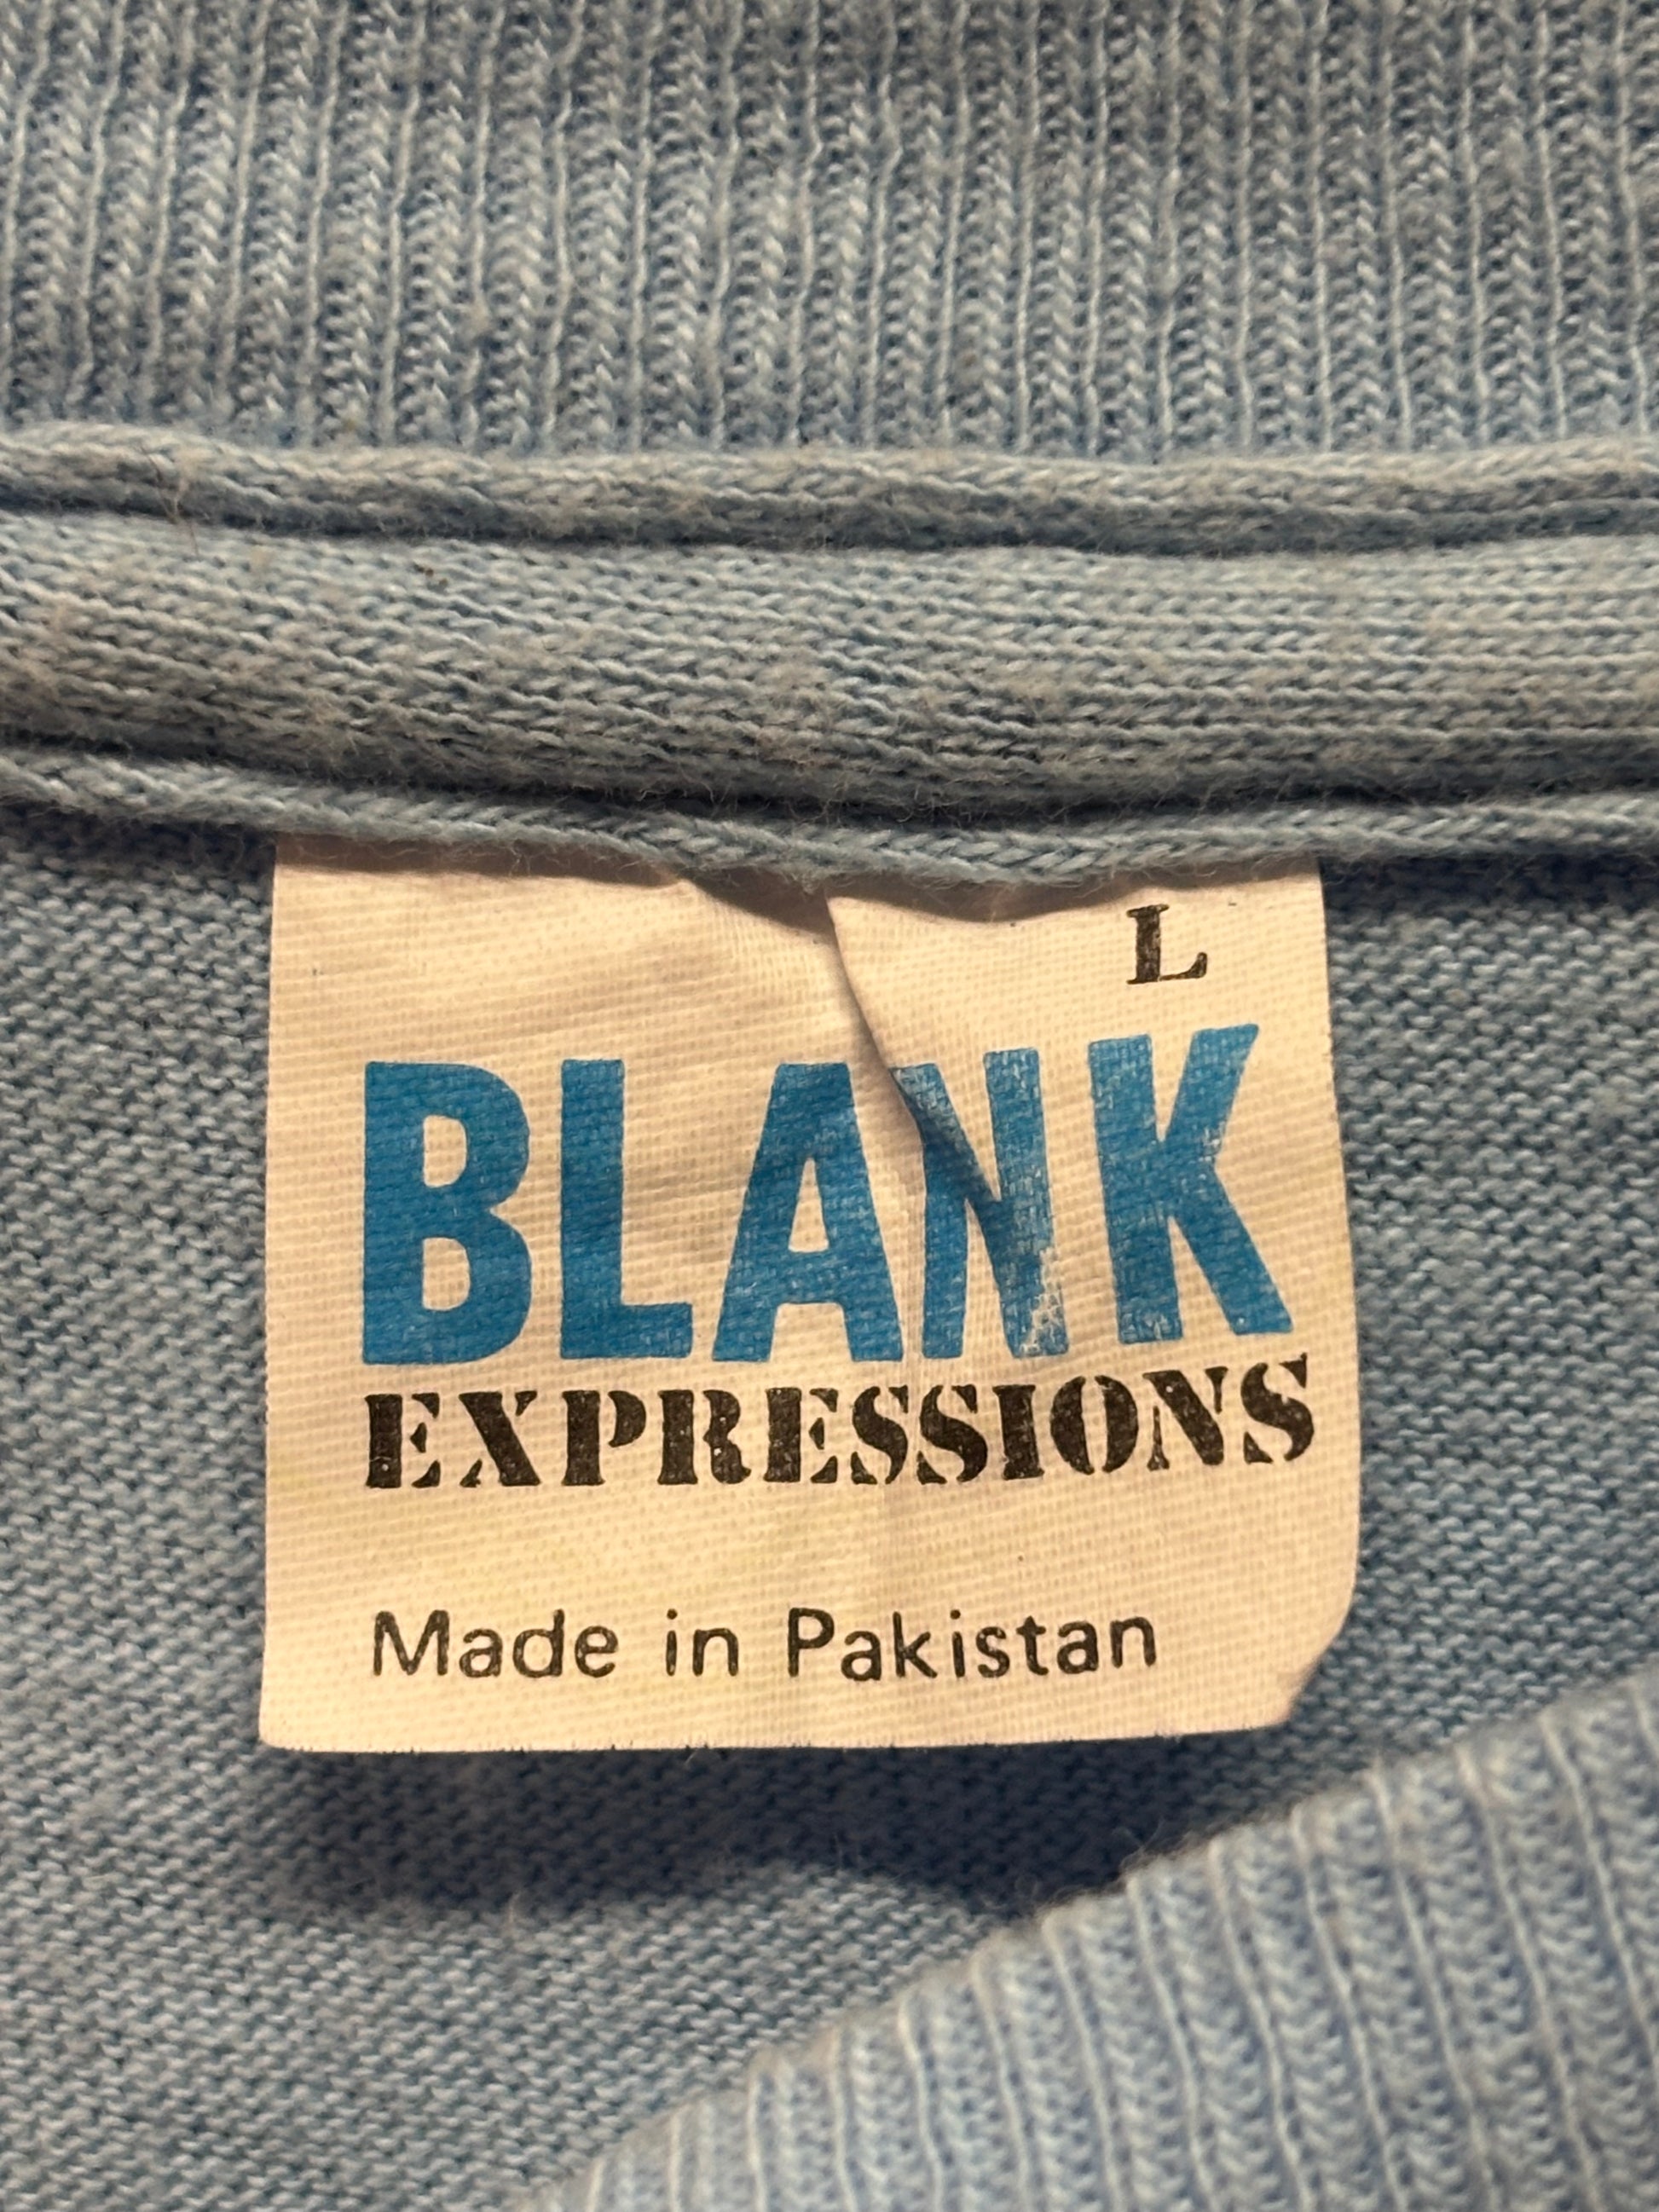 L
BLANK
EXPRESSIONS
Made in Pakistan